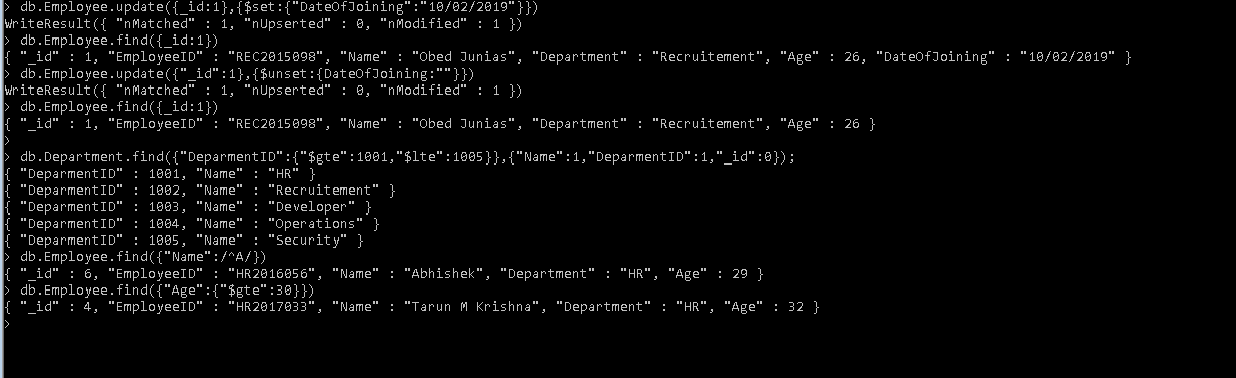 > db.Employee.update({_id:1},{$set:{"DateOfJoining":"10/02/2019"}})
WriteResult({ "nMatched" : 1, "nUpserted" : 0, "nModified" : 1 })
> db.Employee.find({_id:1})
{ "_id" : 1, "EmployeeID" : "REC2015098", "Name" : "Obed Junias", "Department" : "Recruitement", "Age" : 26, "DateOfJoining" : "10/02/2019" }
> db.Employee.update({"_id":1},{$unset:{DateOfJoining:""}})
WriteResult({ "nMatched" : 1, "nUpserted" : 0, "nModified" : 1 })
> db.Employee.find({_id:1})
{ "_id" : 1, "EmployeeID" : "REC2015098", "Name" : "Obed Junias", "Department" : "Recruitement", "Age" : 26 }
>
> db.Department.find({"DeparmentID":{"$gte":1001,"$lte":1005}},{"Name":1,"DeparmentID":1,"_id":0});
{ "DeparmentID" : 1001, "Name" : "HR" }
{ "DeparmentID" : 1002, "Name" : "Recruitement" }
{ "DeparmentID" : 1003, "Name" : "Developer" }
{ "DeparmentID" : 1004, "Name" : "Operations" }
{ "DeparmentID" : 1005, "Name" : "Security" }
> db.Employee.find({"Name":/^A/})
{ "_id" : 6, "EmployeeID" : "HR2016056", "Name" : "Abhishek", "Department" : "HR", "Age" : 29 }
> db.Employee.find({"Age":{"$gte":30}})
{ "_id" : 4, "EmployeeID" : "HR2017033", "Name" : "Tarun M Krishna", "Department" : "HR", "Age" : 32 }
>